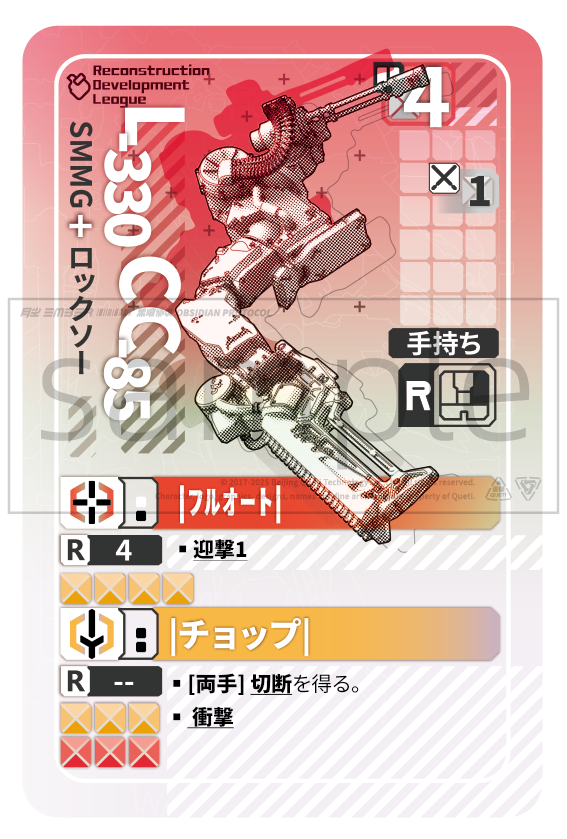 Reconstruction
Development
League
4
L-330 CC-85
SMMG+ロックソー
1
OBSIDIAN PROTOCOL
sample
手持ち
R
|フルオート|
R 4
▪ 迎撃1
|チョップ|
R --
▪ [両手] 切断を得る。
▪ 衝撃